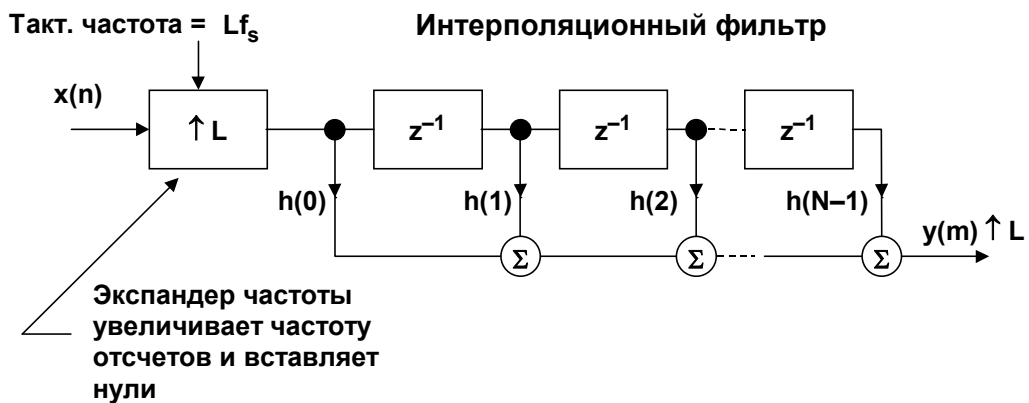 Такт. частота = Lfs
Интерполяционный фильтр
x(n)
↑ L
z–1
z–1
z–1
h(0)
h(1)
h(2)
h(N–1)
y(m) ↑ L
Σ
Σ
Σ
Экспандер частоты
увеличивает частоту
отсчетов и вставляет
нули